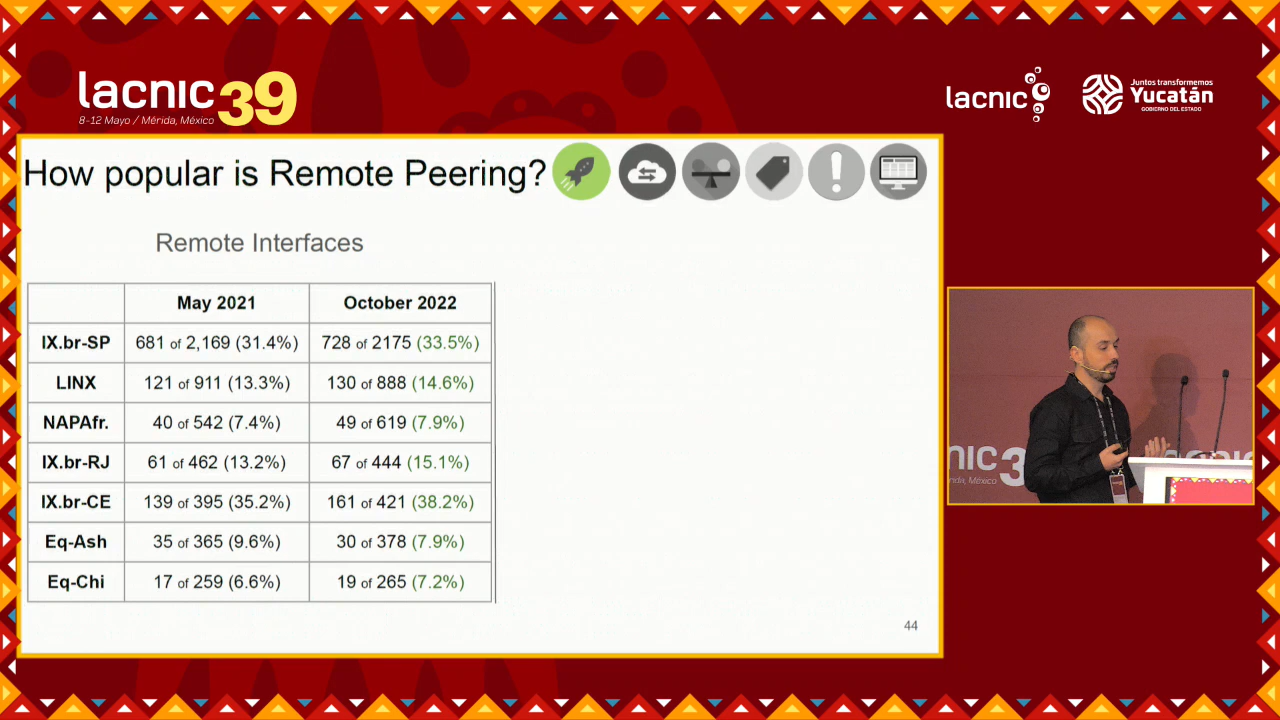 lacnic 39
8-12 Mayo / Mérida, México
lacnic
Juntos transformemos
Yucatán
GOBIERNO DEL ESTADO
How popular is Remote Peering?
Remote Interfaces
May 2021 October 2022
IX.br-SP 681 of 2,169 (31.4%) 728 of 2175 (33.5%)
LINX 121 of 911 (13.3%) 130 of 888 (14.6%)
NAPAfr. 40 of 542 (7.4%) 49 of 619 (7.9%)
IX.br-RJ 61 of 462 (13.2%) 67 of 444 (15.1%)
IX.br-CE 139 of 395 (35.2%) 161 of 421 (38.2%)
Eq-Ash 35 of 365 (9.6%) 30 of 378 (7.9%)
Eq-Chi 17 of 259 (6.6%) 19 of 265 (7.2%)
44